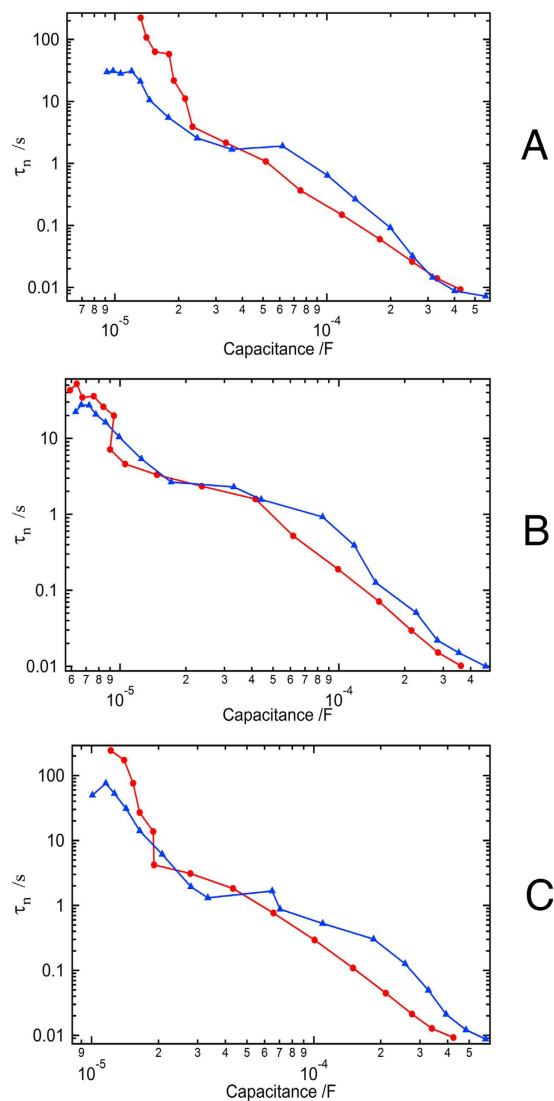 100
10
1
0.1
0.01
τn /s
7 8 9 2 3 4 5 6 7 8 9 2 3 4 5
10-5 10-4
Capacitance /F
A
10
1
0.1
0.01
τn /s
6 7 8 9 2 3 4 5 6 7 8 9 2 3 4
10-5 10-4
Capacitance /F
B
100
10
1
0.1
0.01
τn /s
9 2 3 4 5 6 7 8 9 2 3 4 5 6
10-5 10-4
Capacitance /F
C